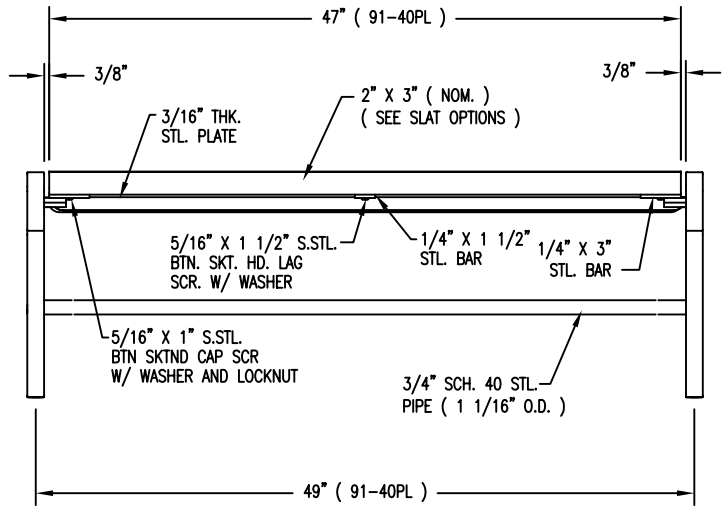 47" ( 91-40PL )
3/8"
3/8"
2" X 3" ( NOM. )
( SEE SLAT OPTIONS )
3/16" THK.
STL. PLATE
5/16" X 1 1/2" S.STL.
BTN. SKT. HD. LAG
SCR. W/ WASHER
1/4" X 1 1/2"
STL. BAR
1/4" X 3"
STL. BAR
5/16" X 1" S.STL.
BTN SKTND CAP SCR
W/ WASHER AND LOCKNUT
3/4" SCH. 40 STL.
PIPE ( 1 1/16" O.D. )
49" ( 91-40PL )